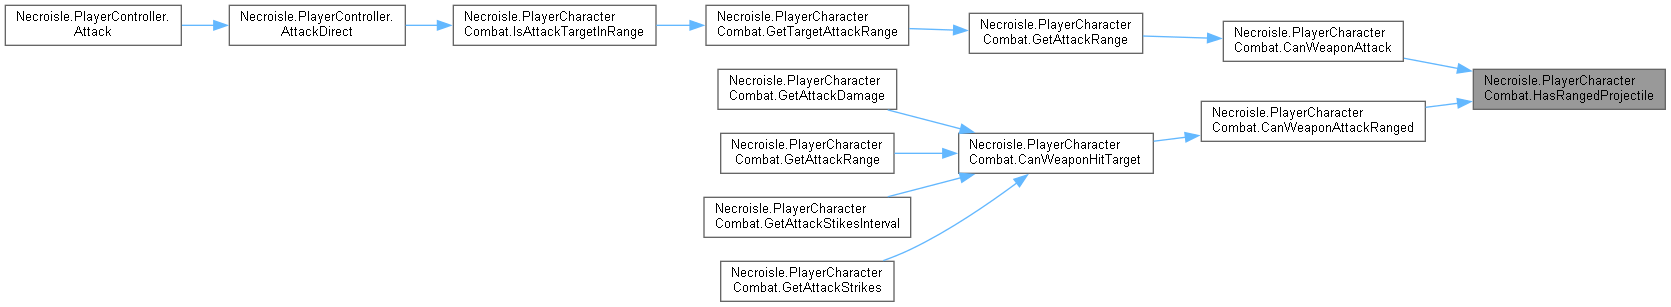 Necroisle.PlayerController.
Attack
Necroisle.PlayerController.
AttackDirect
Necroisle.PlayerCharacter
Combat.IsAttackTargetInRange
Necroisle.PlayerCharacter
Combat.GetTargetAttackRange
Necroisle.PlayerCharacter
Combat.GetAttackRange
Necroisle.PlayerCharacter
Combat.CanWeaponAttack
Necroisle.PlayerCharacter
Combat.HasRangedProjectile
Necroisle.PlayerCharacter
Combat.GetAttackDamage
Necroisle.PlayerCharacter
Combat.CanWeaponAttackRanged
Necroisle.PlayerCharacter
Combat.GetAttackRange
Necroisle.PlayerCharacter
Combat.CanWeaponHitTarget
Necroisle.PlayerCharacter
Combat.GetAttackStikesInterval
Necroisle.PlayerCharacter
Combat.GetAttackStrikes